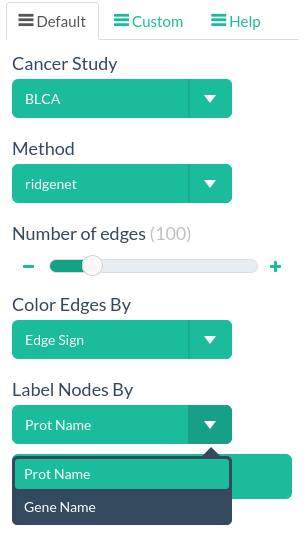 Default Custom Help
Cancer Study
BLCA
Method
ridgenet
Number of edges (100)
Color Edges By
Edge Sign
Label Nodes By
Prot Name
Prot Name
Gene Name